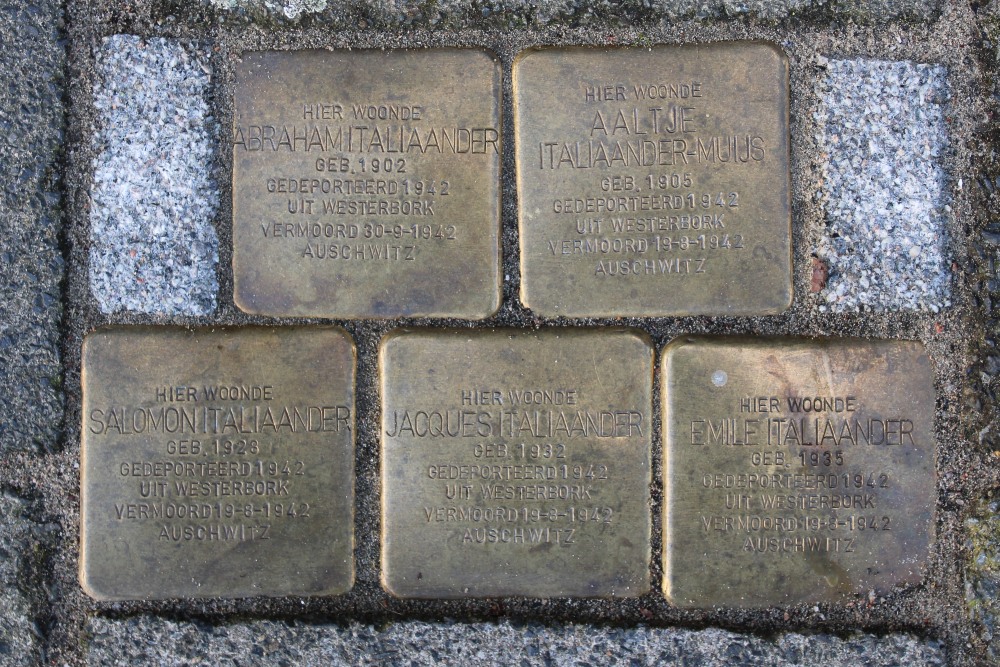 HIER WOONDE
ABRAHAM ITALIAANDER
GEB. 1902
GEDEPORTEERD 1942
UIT WESTERBORK
VERMOORD 30-9-1942
AUSCHWITZ
HIER WOONDE
AALTJE
ITALIAANDER-MUIJS
GEB. 1905
GEDEPORTEERD 1942
UIT WESTERBORK
VERMOORD 19-8-1942
AUSCHWITZ
HIER WOONDE
SALOMON ITALIAANDER
GEB. 1928
GEDEPORTEERD 1942
UIT WESTERBORK
VERMOORD 19-8-1942
AUSCHWITZ
HIER WOONDE
JACQUES ITALIAANDER
GEB. 1932
GEDEPORTEERD 1942
UIT WESTERBORK
VERMOORD 19-8-1942
AUSCHWITZ
HIER WOONDE
EMILE ITALIAANDER
GEB. 1935
GEDEPORTEERD 1942
UIT WESTERBORK
VERMOORD 19-8-1942
AUSCHWITZ